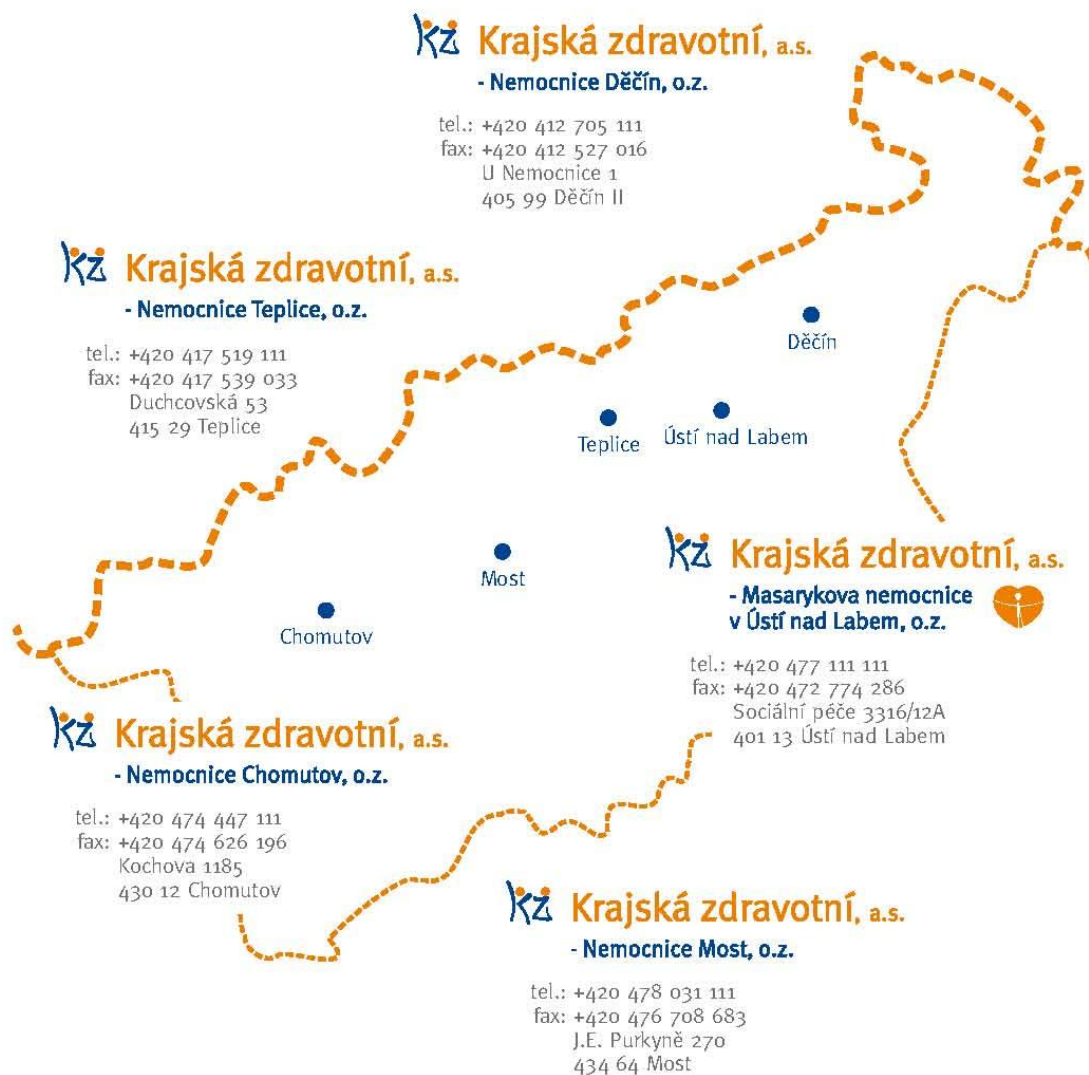 kz Krajská zdravotní, a.s.
- Nemocnice Děčín, o.z.
tel.: +420 412 705 111
fax: +420 412 527 016
U Nemocnice 1
405 99 Děčín II
kz Krajská zdravotní, a.s.
- Nemocnice Teplice, o.z.
tel.: +420 417 519 111
fax: +420 417 539 033
Duchcovská 53
415 29 Teplice
Děčín
Teplice
Ústí nad Labem
Most
Chomutov
kz Krajská zdravotní, a.s.
- Masarykova nemocnice
v Ústí nad Labem, o.z.
tel.: +420 477 111 111
fax: +420 472 774 286
Sociální péče 3316/12A
401 13 Ústí nad Labem
kz Krajská zdravotní, a.s.
- Nemocnice Chomutov, o.z.
tel.: +420 474 447 111
fax: +420 474 626 196
Kochova 1185
430 12 Chomutov
kz Krajská zdravotní, a.s.
- Nemocnice Most, o.z.
tel.: +420 478 031 111
fax: +420 476 708 683
J.E. Purkyně 270
434 64 Most